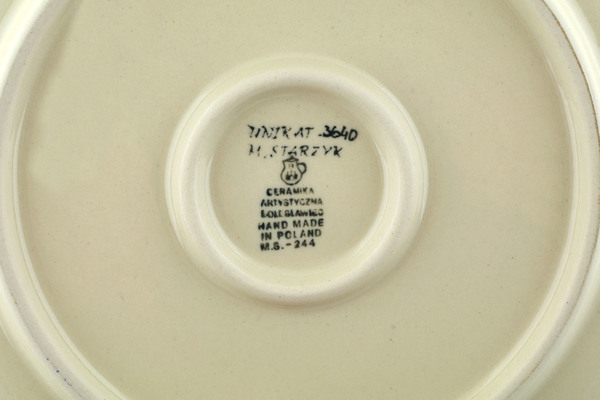 UNIKAT 3640
M. STARZYK
CERAMIKA
ARTYSTYCZNA
BOLESŁAWIEC
HAND MADE
IN POLAND
M.S.-244